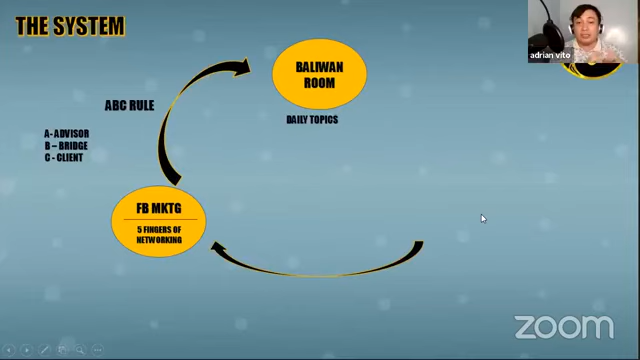 THE SYSTEM
BALIWAN
ROOM
DAILY TOPICS
ABC RULE
A- ADVISOR
B – BRIDGE
C - CLIENT
FB MKTG
5 FINGERS OF
NETWORKING
adrian vito
zoom